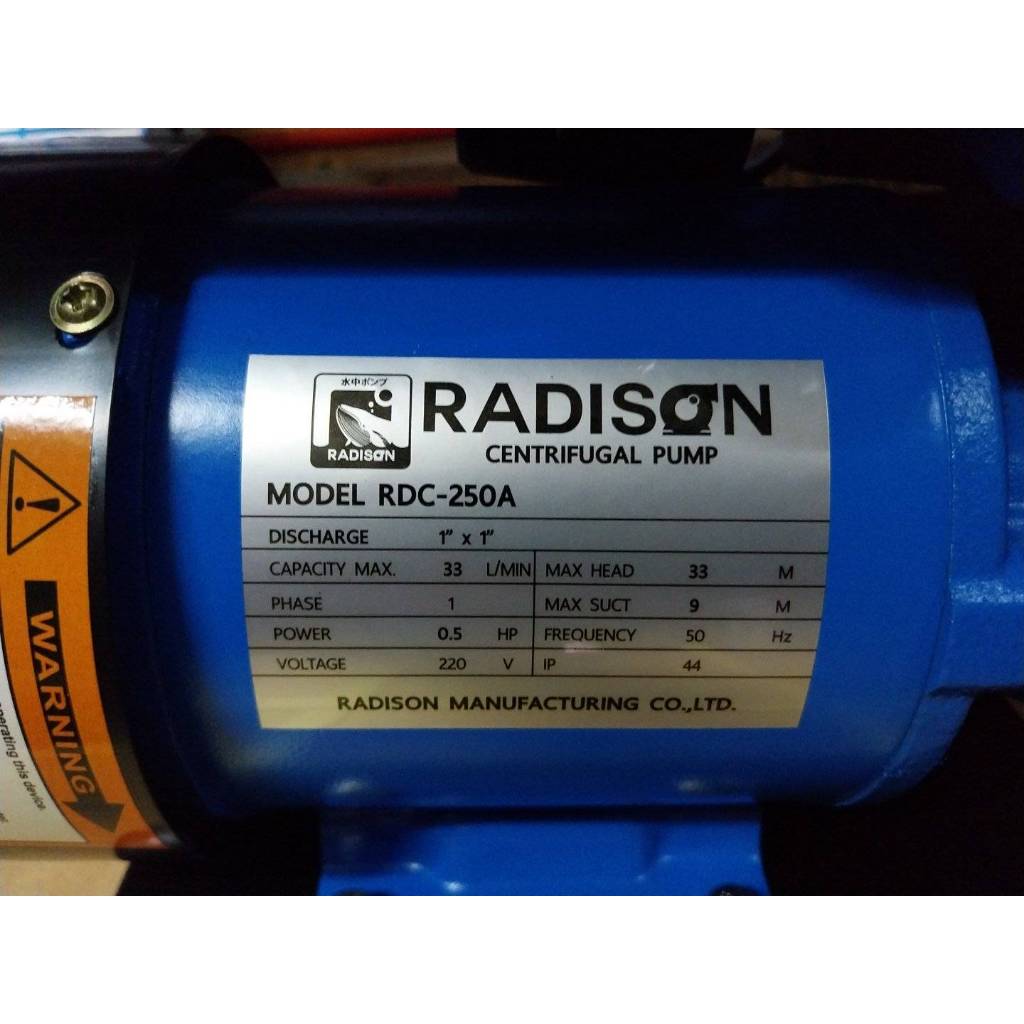 水中ポンプ
RADISON
RADISON
CENTRIFUGAL PUMP
MODEL RDC-250A
DISCHARGE 1" x 1"
CAPACITY MAX. 33 L/MIN MAX HEAD 33 M
PHASE 1 MAX SUCT 9 M
POWER 0.5 HP FREQUENCY 50 Hz
VOLTAGE 220 V IP 44
RADISON MANUFACTURING CO.,LTD.
WARNING
operating this device.